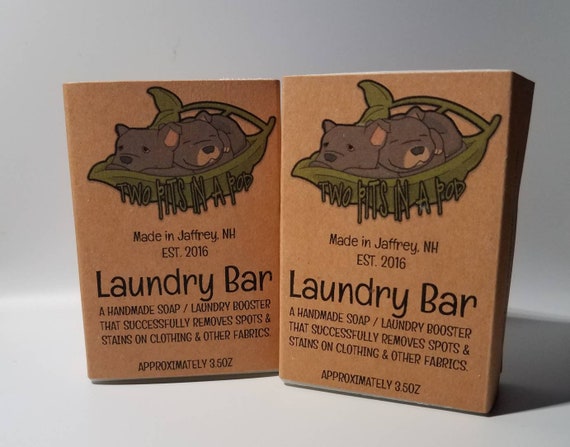 TWO PITS IN A POD
Made in Jaffrey, NH
EST. 2016
Laundry Bar
A HANDMADE SOAP / LAUNDRY BOOSTER
THAT SUCCESSFULLY REMOVES SPOTS &
STAINS ON CLOTHING & OTHER FABRICS.
APPROXIMATELY 3.5OZ
TWO PITS IN A POD
Made in Jaffrey, NH
EST. 2016
Laundry Bar
A HANDMADE SOAP / LAUNDRY BOOSTER
THAT SUCCESSFULLY REMOVES SPOTS &
STAINS ON CLOTHING & OTHER FABRICS.
APPROXIMATELY 3.5OZ